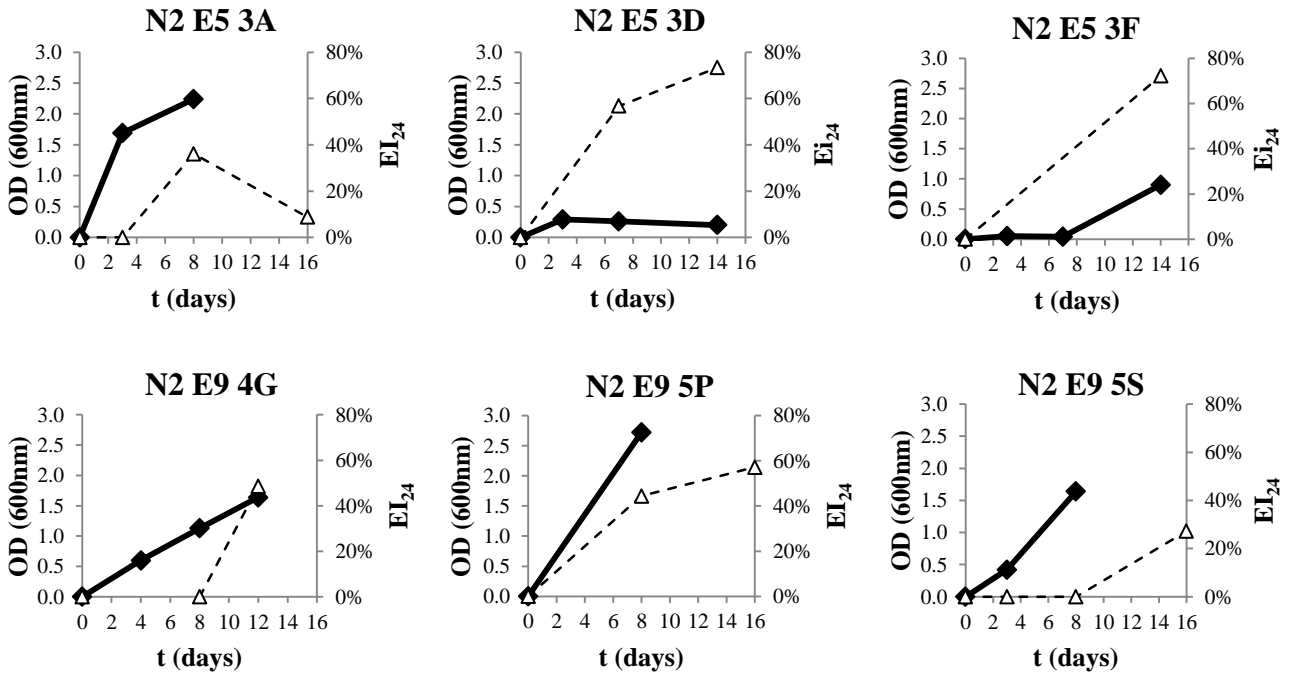 N2 E5 3A
3.0
2.5
2.0
1.5
1.0
0.5
0.0
OD (600nm)
80%
60%
40%
20%
0%
EI24
0 2 4 6 8 10 12 14 16
t (days)
N2 E5 3D
3.0
2.5
2.0
1.5
1.0
0.5
0.0
OD (600nm)
80%
60%
40%
20%
0%
Ei24
0 2 4 6 8 10 12 14 16
t (days)
N2 E5 3F
3.0
2.5
2.0
1.5
1.0
0.5
0.0
OD (600nm)
80%
60%
40%
20%
0%
Ei24
0 2 4 6 8 10 12 14 16
t (days)
N2 E9 4G
3.0
2.5
2.0
1.5
1.0
0.5
0.0
OD (600nm)
80%
60%
40%
20%
0%
EI24
0 2 4 6 8 10 12 14 16
t (days)
N2 E9 5P
3.0
2.5
2.0
1.5
1.0
0.5
0.0
OD (600nm)
80%
60%
40%
20%
0%
EI24
0 2 4 6 8 10 12 14 16
t (days)
N2 E9 5S
3.0
2.5
2.0
1.5
1.0
0.5
0.0
OD (600nm)
80%
60%
40%
20%
0%
EI24
0 2 4 6 8 10 12 14 16
t (days)